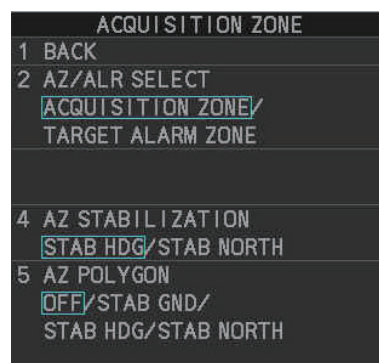 ACQUISITION ZONE
1 BACK
2 AZ/ALR SELECT
ACQUISITION ZONE/
TARGET ALARM ZONE
4 AZ STABILIZATION
STAB HDG/STAB NORTH
5 AZ POLYGON
OFF/STAB GND/
STAB HDG/STAB NORTH